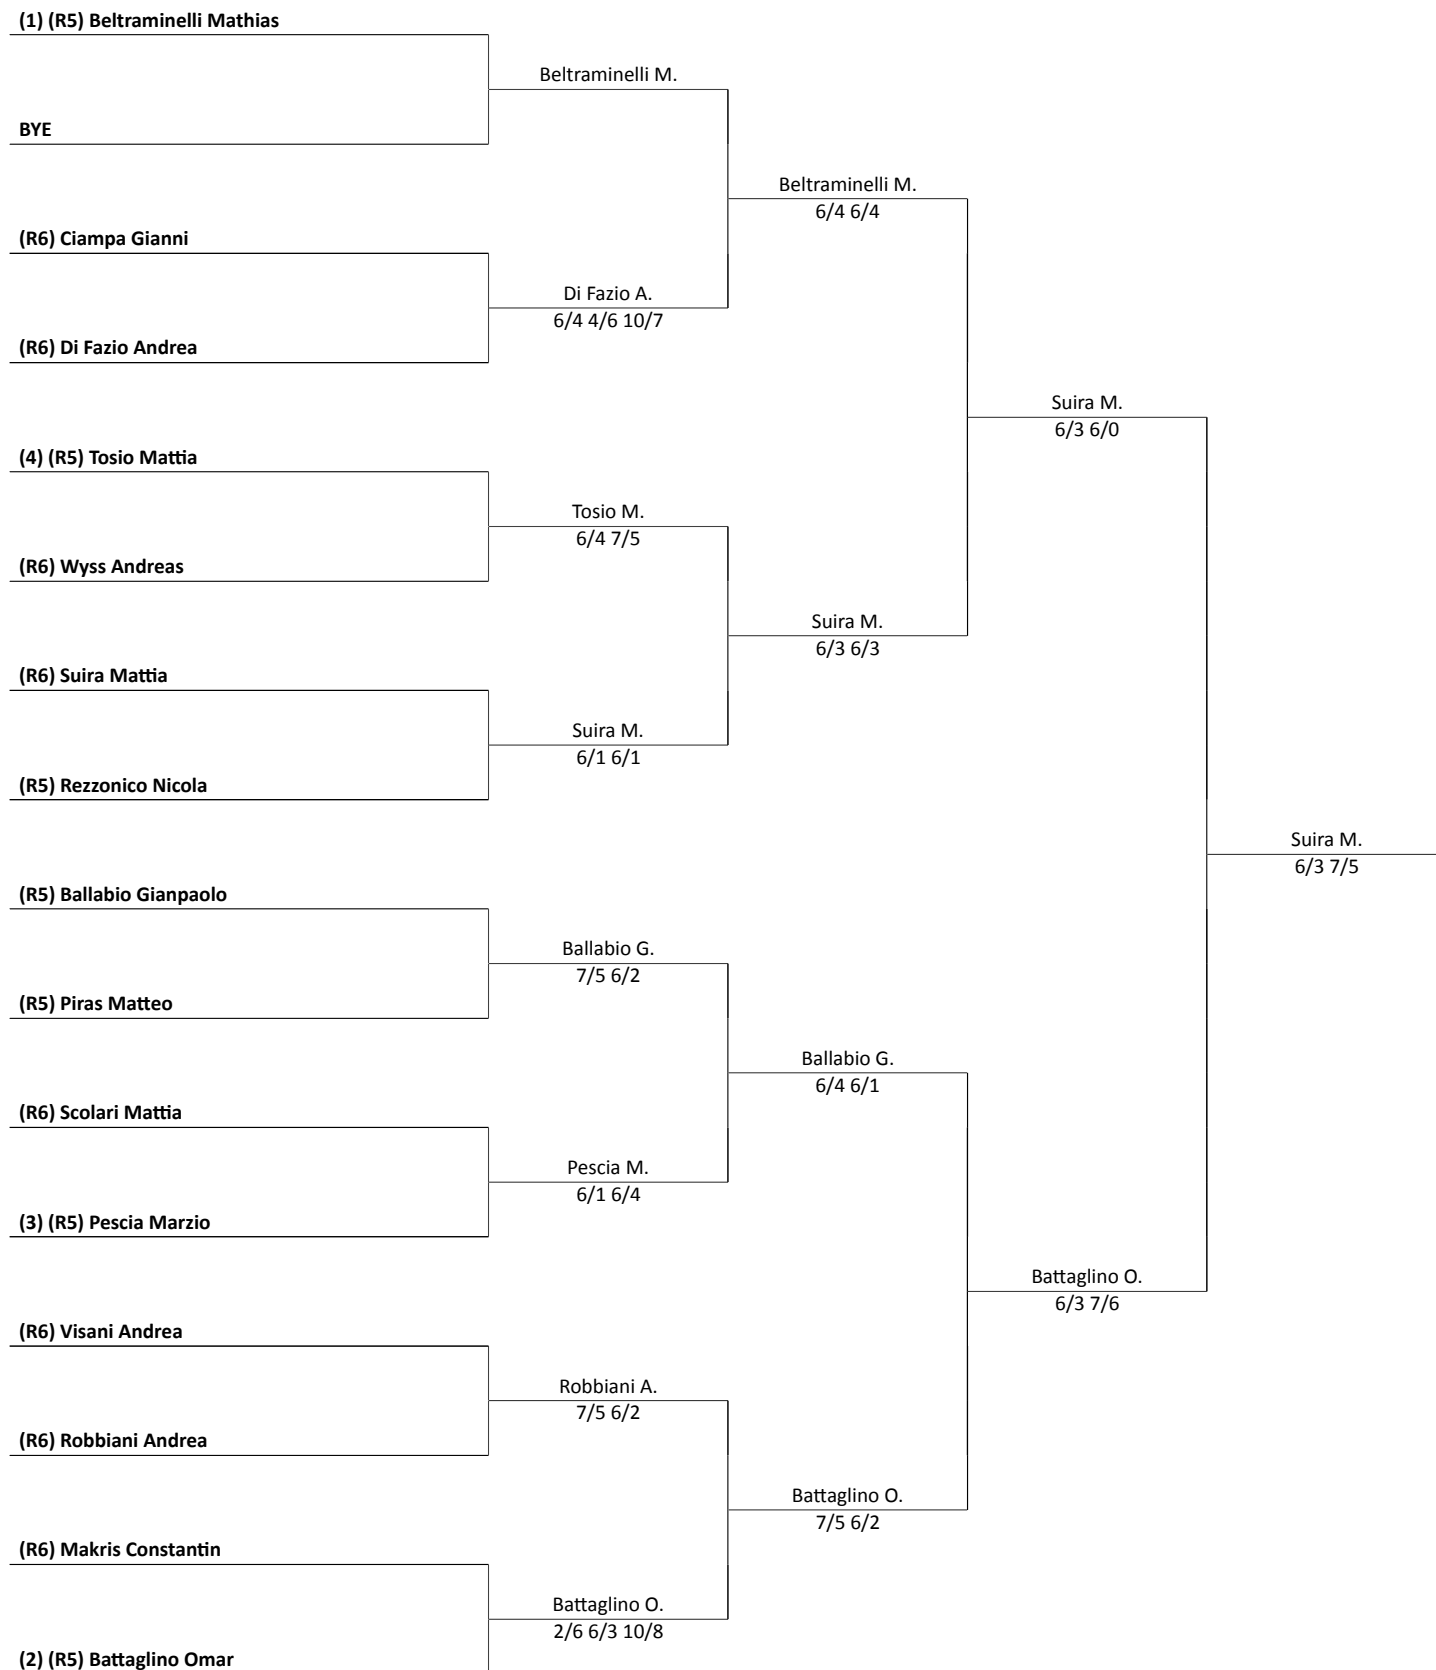 (1) (R5) Beltraminelli Mathias
Beltraminelli M.
BYE
Beltraminelli M.
6/4 6/4
(R6) Ciampa Gianni
Di Fazio A.
6/4 4/6 10/7
(R6) Di Fazio Andrea
Suira M.
6/3 6/0
(4) (R5) Tosio Mattia
Tosio M.
6/4 7/5
(R6) Wyss Andreas
Suira M.
6/3 6/3
(R6) Suira Mattia
Suira M.
6/1 6/1
(R5) Rezzonico Nicola
Suira M.
6/3 7/5
(R5) Ballabio Gianpaolo
Ballabio G.
7/5 6/2
(R5) Piras Matteo
Ballabio G.
6/4 6/1
(R6) Scolari Mattia
Pescia M.
6/1 6/4
(3) (R5) Pescia Marzio
Battaglino O.
6/3 7/6
(R6) Visani Andrea
Robbiani A.
7/5 6/2
(R6) Robbiani Andrea
Battaglino O.
7/5 6/2
(R6) Makris Constantin
Battaglino O.
2/6 6/3 10/8
(2) (R5) Battaglino Omar